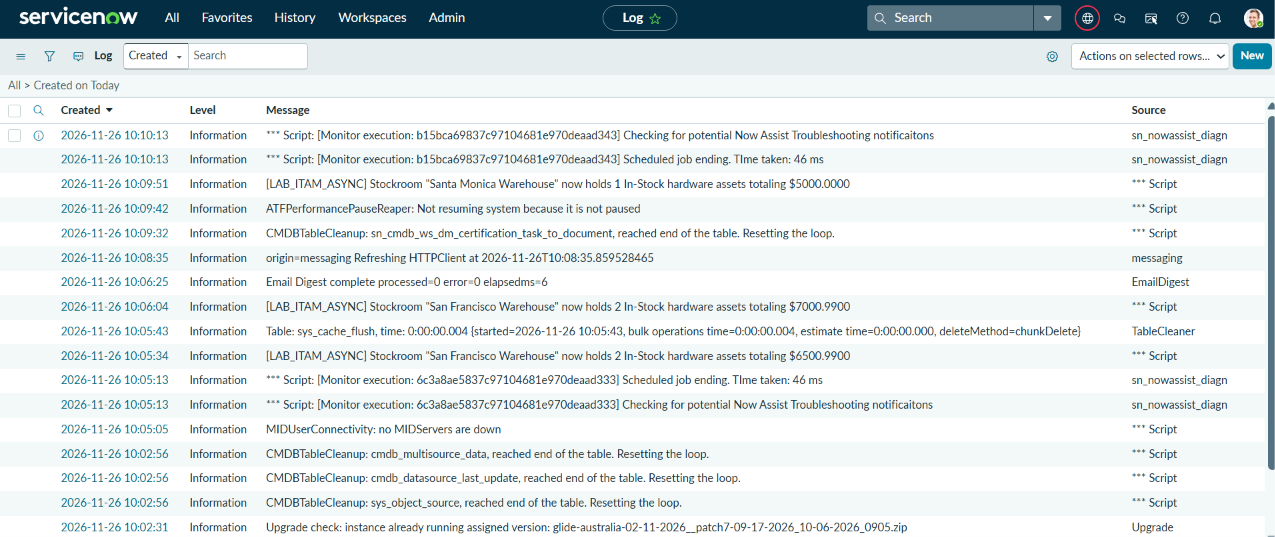 servicenow All Favorites History Workspaces Admin Log Search
Log Created Search Actions on selected rows... New
All > Created on Today
Created Level Message Source
2026-11-26 10:10:13 Information *** Script: [Monitor execution: b15bca69837c97104681e970deaad343] Checking for potential Now Assist Troubleshooting notificaitons sn_nowassist_diagn
2026-11-26 10:10:13 Information *** Script: [Monitor execution: b15bca69837c97104681e970deaad343] Scheduled job ending. TIme taken: 46 ms sn_nowassist_diagn
2026-11-26 10:09:51 Information [LAB_ITAM_ASYNC] Stockroom "Santa Monica Warehouse" now holds 1 In-Stock hardware assets totaling $5000.0000 *** Script
2026-11-26 10:09:42 Information ATFPerformancePauseReaper: Not resuming system because it is not paused *** Script
2026-11-26 10:09:32 Information CMDBTableCleanup: sn_cmdb_ws_dm_certification_task_to_document, reached end of the table. Resetting the loop. *** Script
2026-11-26 10:08:35 Information origin=messaging Refreshing HTTPClient at 2026-11-26T10:08:35.859528465 messaging
2026-11-26 10:06:25 Information Email Digest complete processed=0 error=0 elapsedms=6 EmailDigest
2026-11-26 10:06:04 Information [LAB_ITAM_ASYNC] Stockroom "San Francisco Warehouse" now holds 2 In-Stock hardware assets totaling $7000.9900 *** Script
2026-11-26 10:05:43 Information Table: sys_cache_flush, time: 0:00:00.004 {started=2026-11-26 10:05:43, bulk operations time=0:00:00.004, estimate time=0:00:00.000, deleteMethod=chunkDelete} TableCleaner
2026-11-26 10:05:34 Information [LAB_ITAM_ASYNC] Stockroom "San Francisco Warehouse" now holds 2 In-Stock hardware assets totaling $6500.9900 *** Script
2026-11-26 10:05:13 Information *** Script: [Monitor execution: 6c3a8ae5837c97104681e970deaad333] Scheduled job ending. TIme taken: 46 ms sn_nowassist_diagn
2026-11-26 10:05:13 Information *** Script: [Monitor execution: 6c3a8ae5837c97104681e970deaad333] Checking for potential Now Assist Troubleshooting notificaitons sn_nowassist_diagn
2026-11-26 10:05:05 Information MIDUserConnectivity: no MIDServers are down *** Script
2026-11-26 10:02:56 Information CMDBTableCleanup: cmdb_multisource_data, reached end of the table. Resetting the loop. *** Script
2026-11-26 10:02:56 Information CMDBTableCleanup: cmdb_datasource_last_update, reached end of the table. Resetting the loop. *** Script
2026-11-26 10:02:56 Information CMDBTableCleanup: sys_object_source, reached end of the table. Resetting the loop. *** Script
2026-11-26 10:02:31 Information Upgrade check: instance already running assigned version: glide-australia-02-11-2026__patch7-09-17-2026_10-06-2026_0905.zip Upgrade